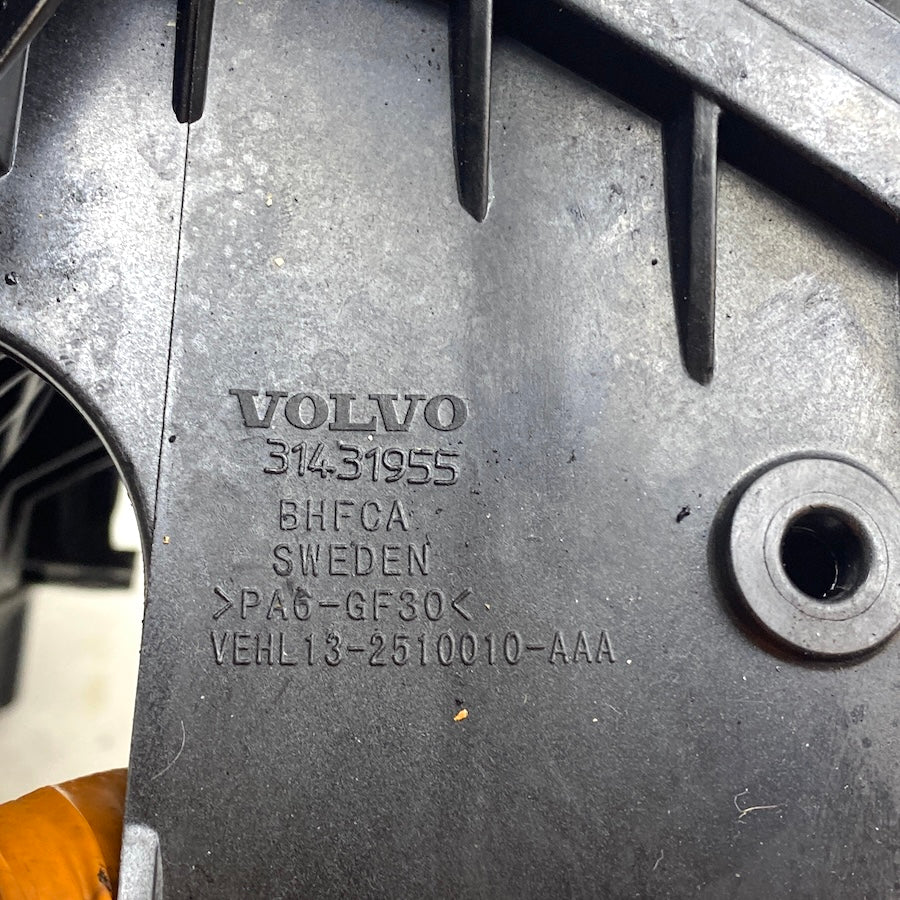 VOLVO
31431955
BHFCA
SWEDEN
>PA6-GF30<
VEHL13-2510010-AAA